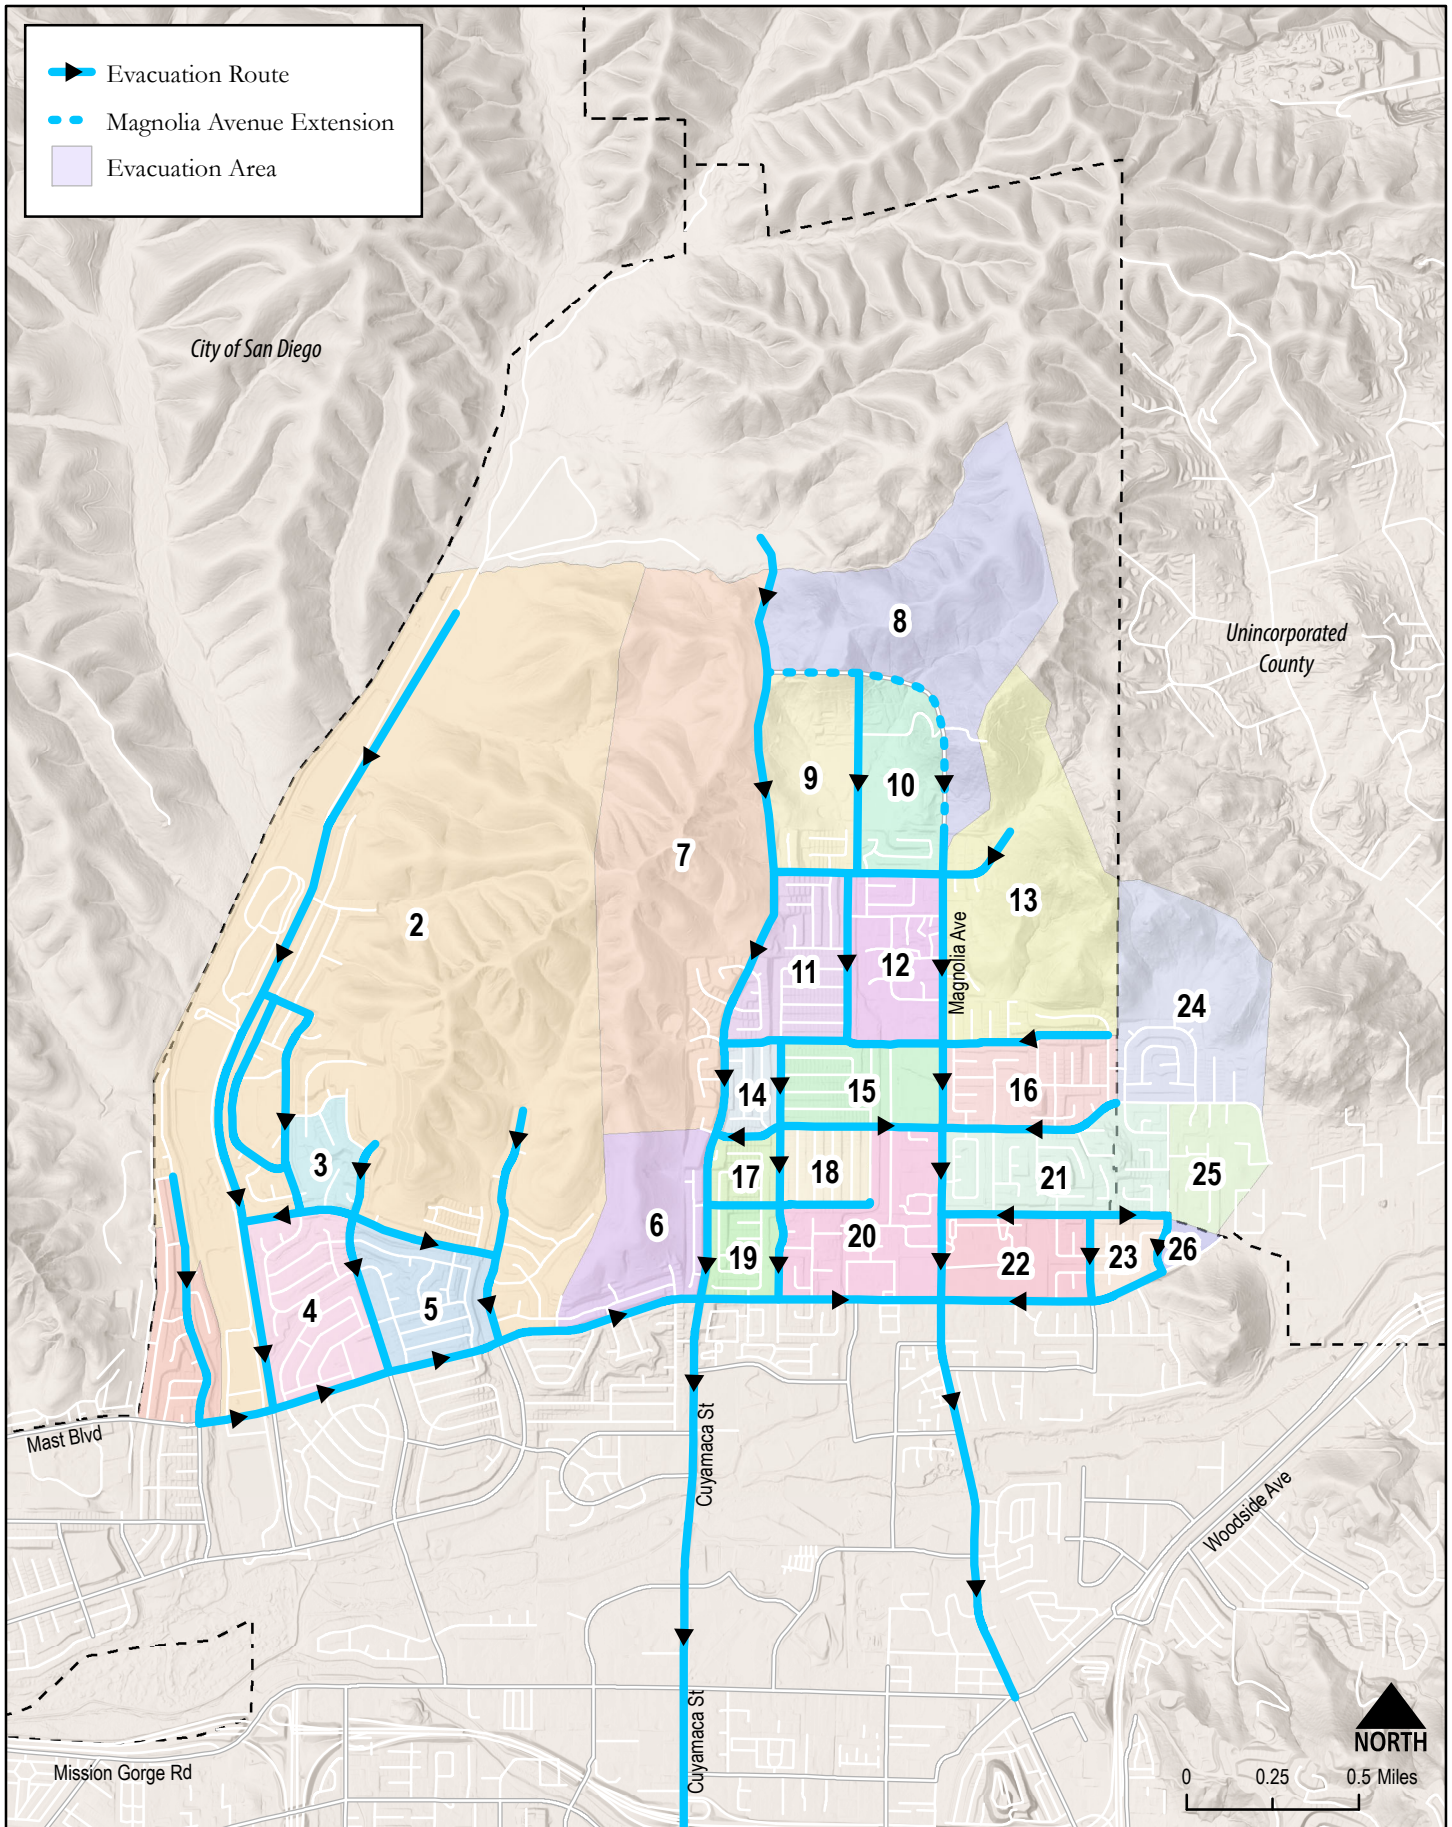 Evacuation Route
Magnolia Avenue Extension
Evacuation Area
City of San Diego
8
Unincorporated
County
9
10
7
13
2
Magnolia Ave
11
12
24
14
15
16
3
17
18
21
25
6
20
26
19
22
23
4
5
Mast Blvd
Cuyamaca St
Woodside Ave
Cuyamaca St
NORTH
Mission Gorge Rd
0 0.25 0.5 Miles